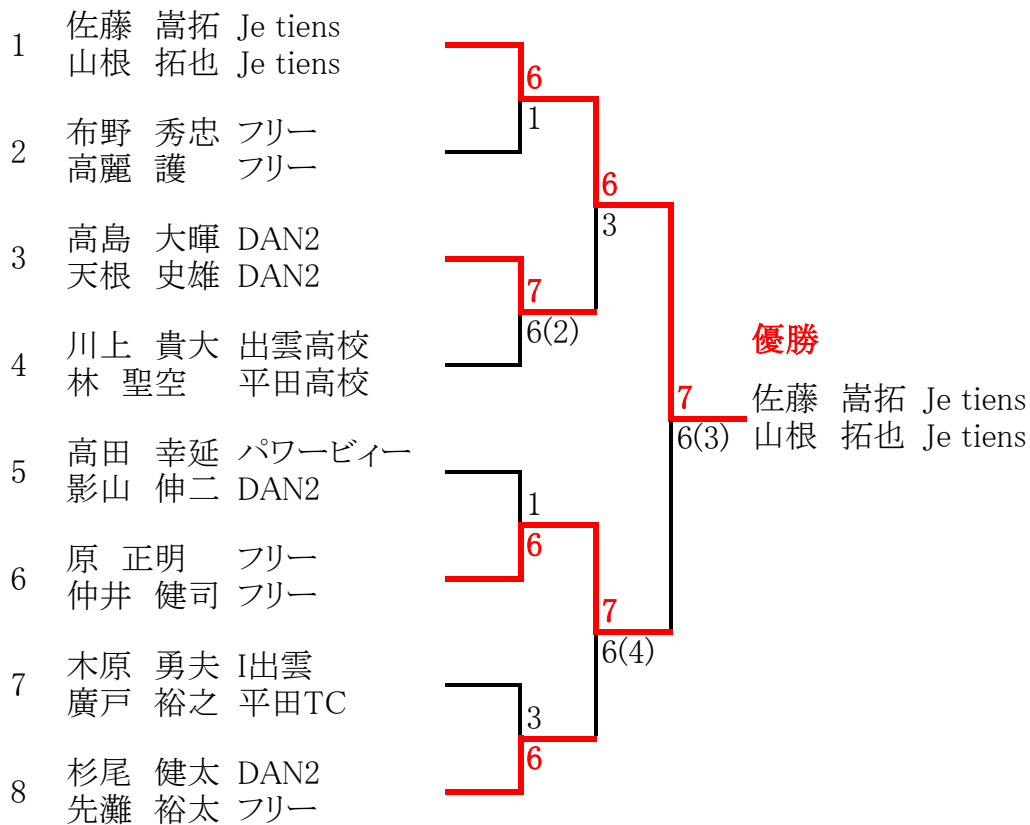 1
佐藤 嵩拓 Je tiens
山根 拓也 Je tiens
6
1
2
布野 秀忠 フリー
高麗 護 フリー
6
3
3
高島 大暉 DAN2
天根 史雄 DAN2
7
6(2)
4
川上 貴大 出雲高校
林 聖空 平田高校
優勝
7
6(3)
佐藤 嵩拓 Je tiens
山根 拓也 Je tiens
5
高田 幸延 パワービィー
影山 伸二 DAN2
1
6
6
原 正明 フリー
仲井 健司 フリー
7
6(4)
7
木原 勇夫 I出雲
廣戸 裕之 平田TC
3
6
8
杉尾 健太 DAN2
先灘 裕太 フリー